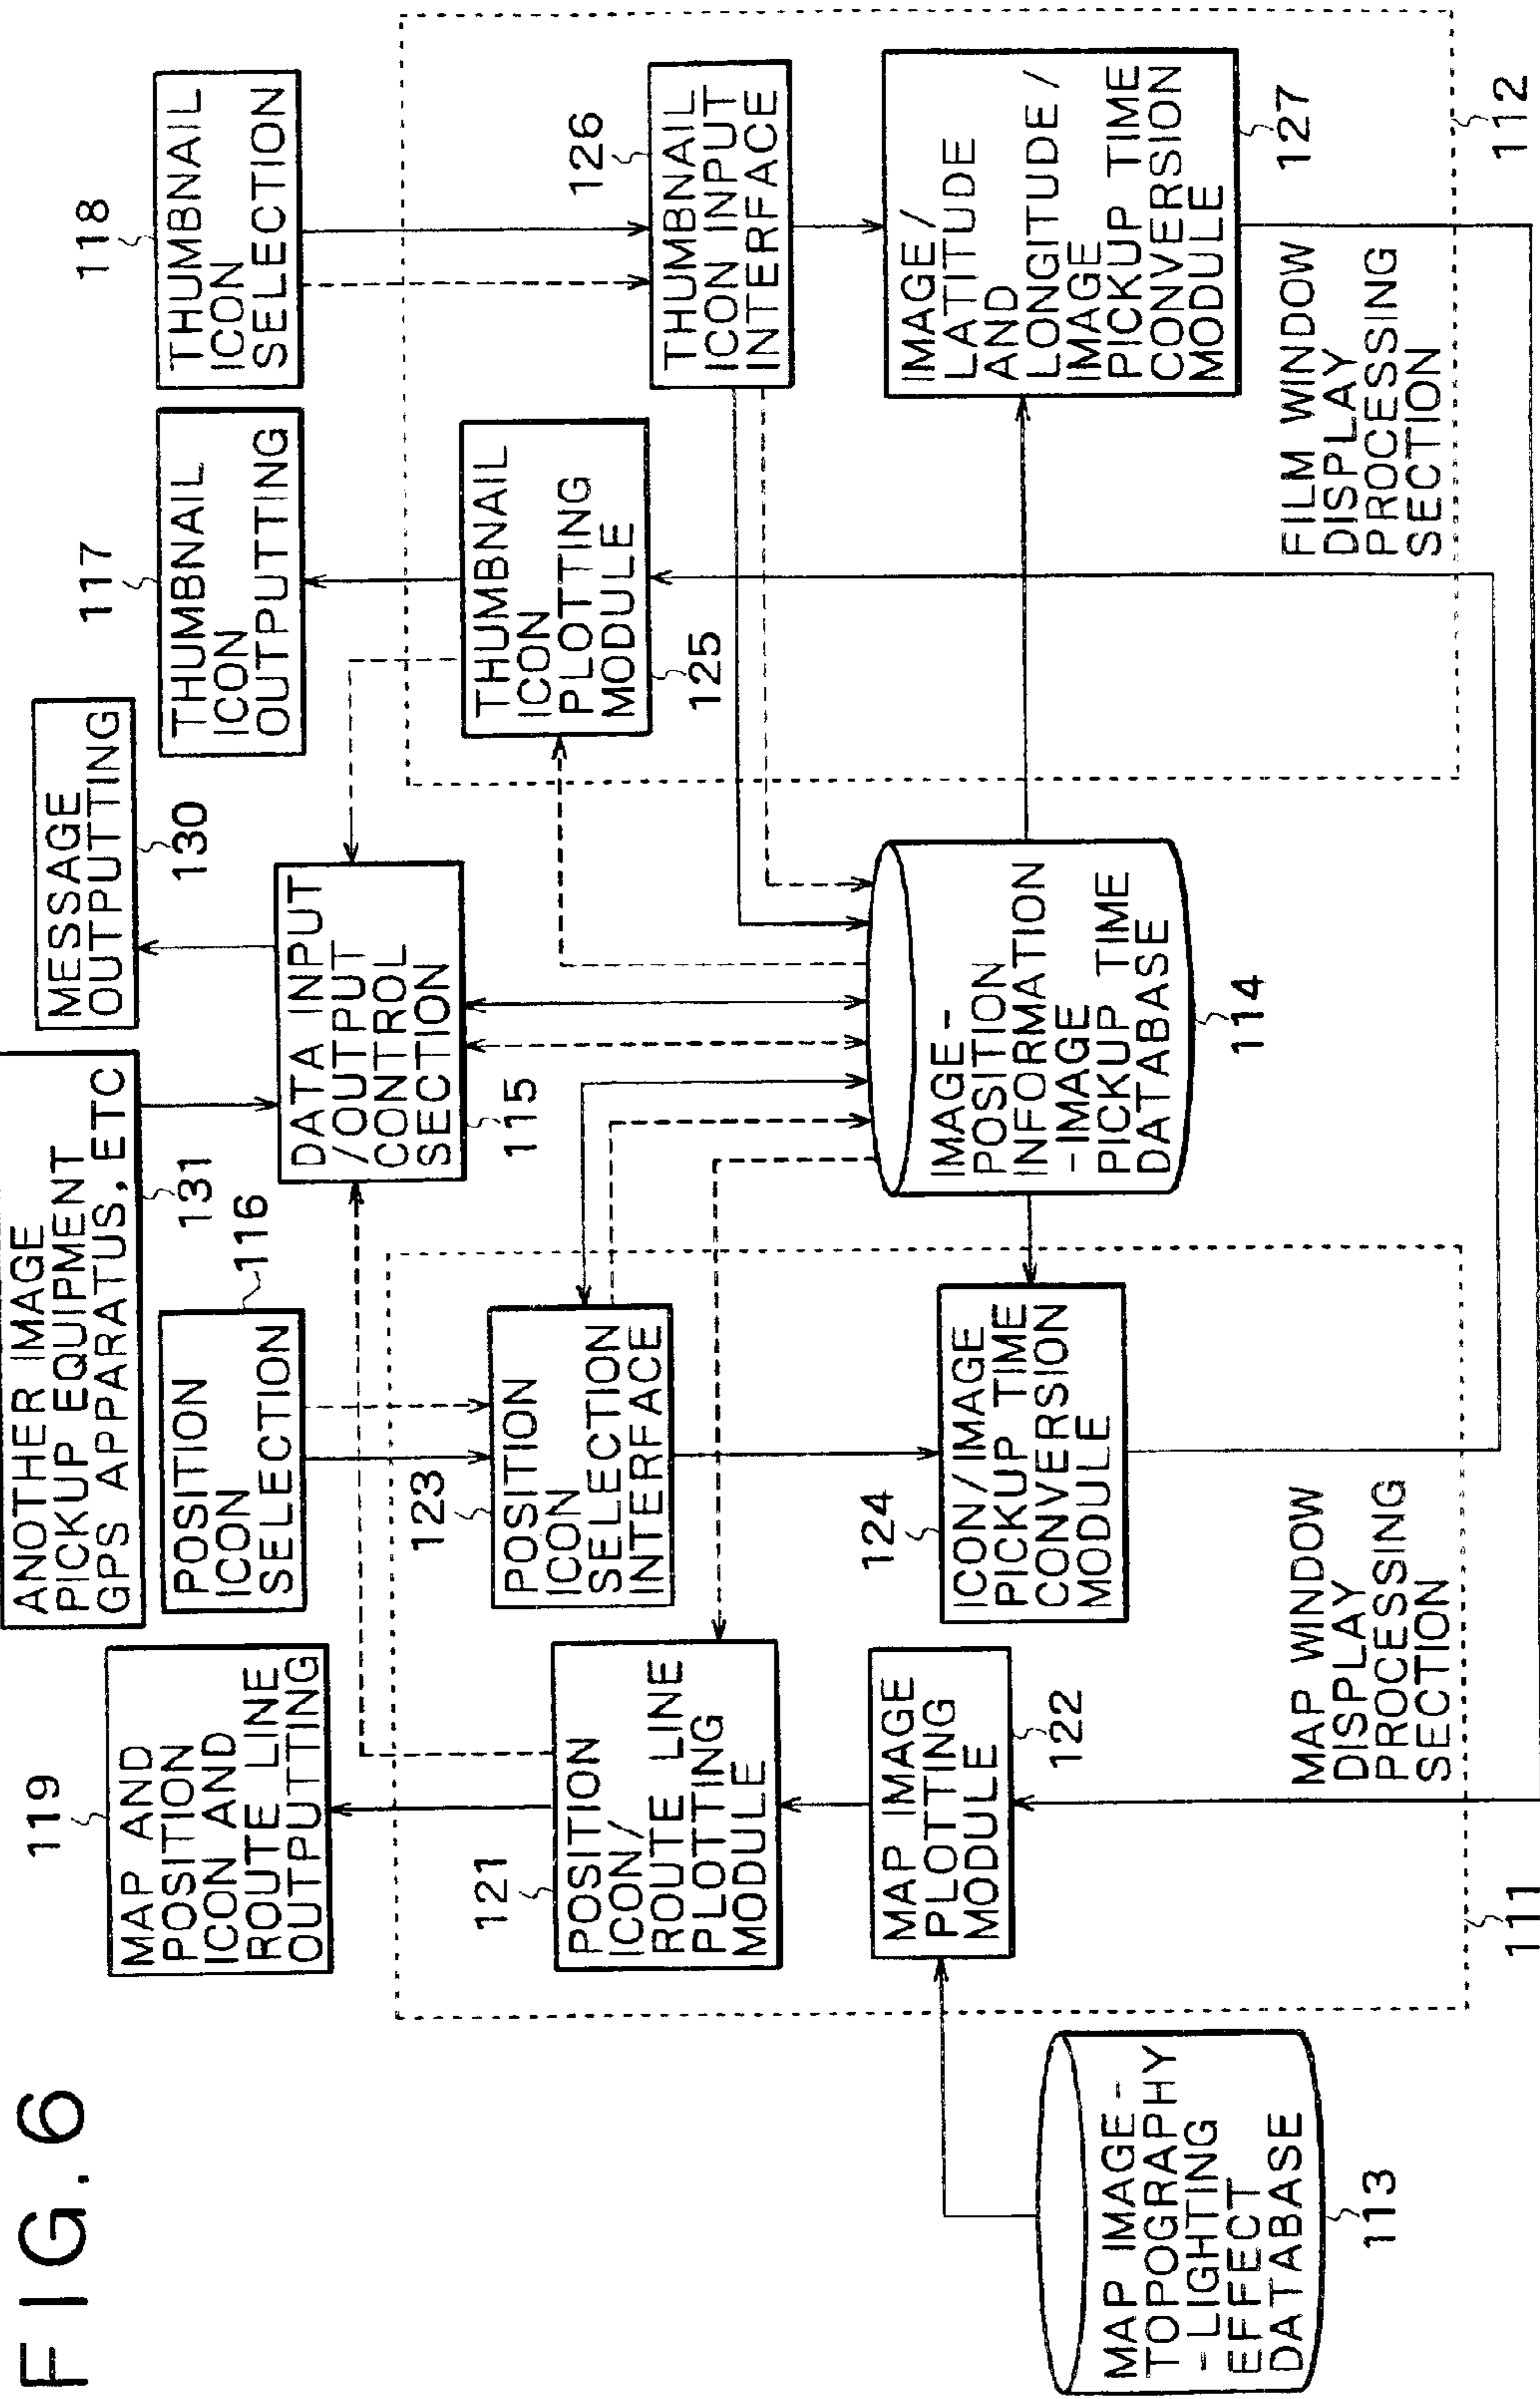 FIG. 6
ANOTHER IMAGE
PICKUP EQUIPMENT
GPS APPARATUS, ETC
131
MESSAGE
OUTPUTTING
130
119
MAP AND
POSITION
ICON AND
ROUTE LINE
OUTPUTTING
POSITION
ICON
SELECTION
116
DATA INPUT
/OUTPUT
CONTROL
SECTION
115
117
THUMBNAIL
ICON
OUTPUTTING
118
THUMBNAIL
ICON
SELECTION
121
POSITION
ICON/
ROUTE LINE
PLOTTING
MODULE
123
POSITION
ICON
SELECTION
INTERFACE
THUMBNAIL
ICON
PLOTTING
MODULE
125
126
THUMBNAIL
ICON INPUT
INTERFACE
MAP IMAGE
PLOTTING
MODULE
122
124
ICON/IMAGE
PICKUP TIME
CONVERSION
MODULE
IMAGE-
POSITION
INFORMATION
-IMAGE
PICKUP TIME
DATABASE
114
IMAGE/
LATITUDE
AND
LONGITUDE/
IMAGE
PICKUP TIME
CONVERSION
MODULE
127
MAP IMAGE-
TOPOGRAPHY
-LIGHTING
EFFECT
DATABASE
113
MAP WINDOW
DISPLAY
PROCESSING
SECTION
111
FILM WINDOW
DISPLAY
PROCESSING
SECTION
112